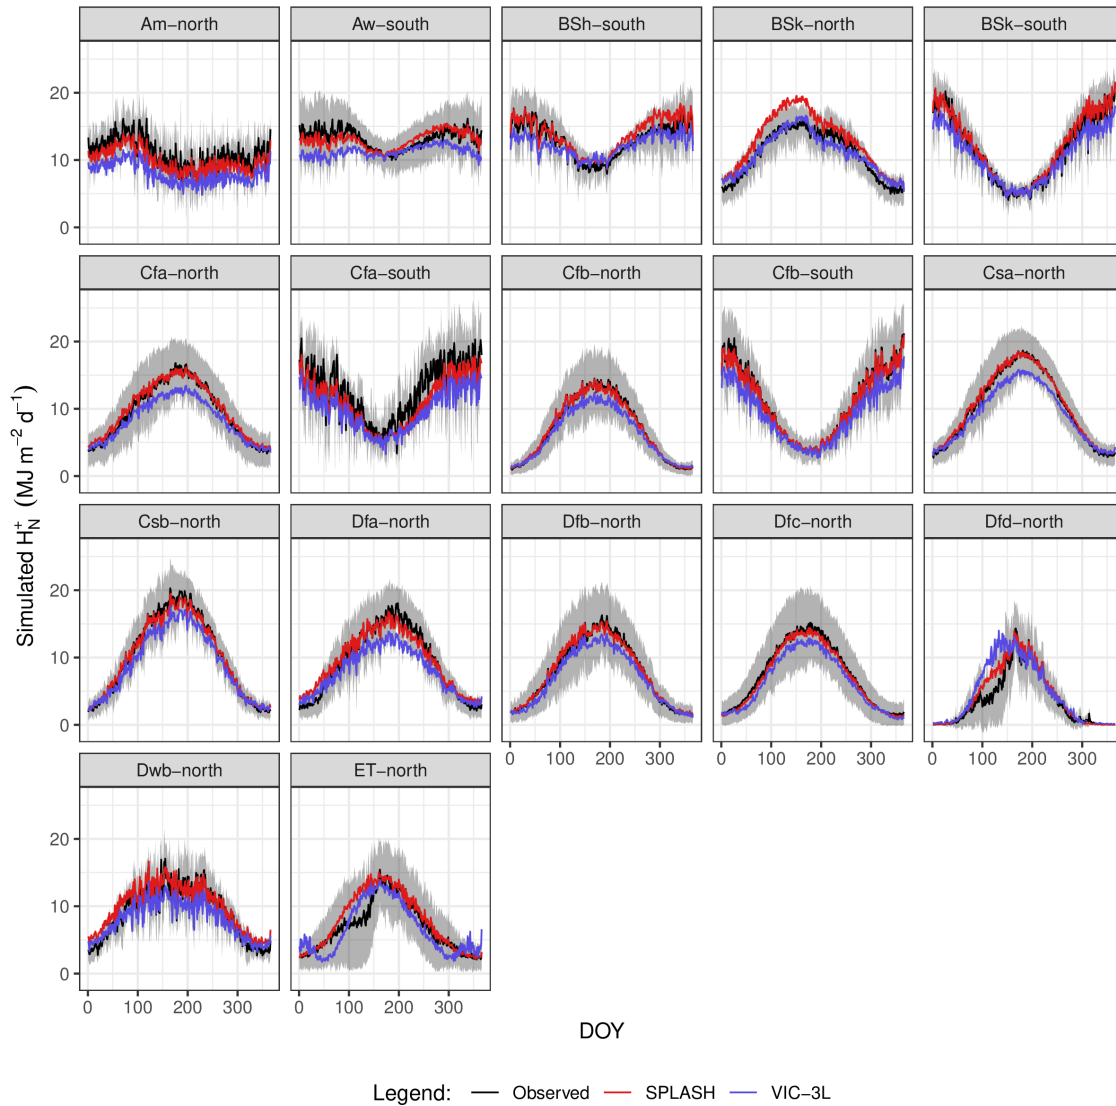 Am−north Aw−south BSh−south BSk−north BSk−south
20
10
0
Cfa−north Cfa−south Cfb−north Cfb−south Csa−north
20
10
0
Csb−north Dfa−north Dfb−north Dfc−north Dfd−north
20
10
0
0 100 200 300 0 100 200 300 0 100 200 300
Dwb−north ET−north
20
10
0
0 100 200 300 0 100 200 300
Simulated H_N^+ (MJ m^−2 d^−1)
DOY
Legend: Observed SPLASH VIC−3L